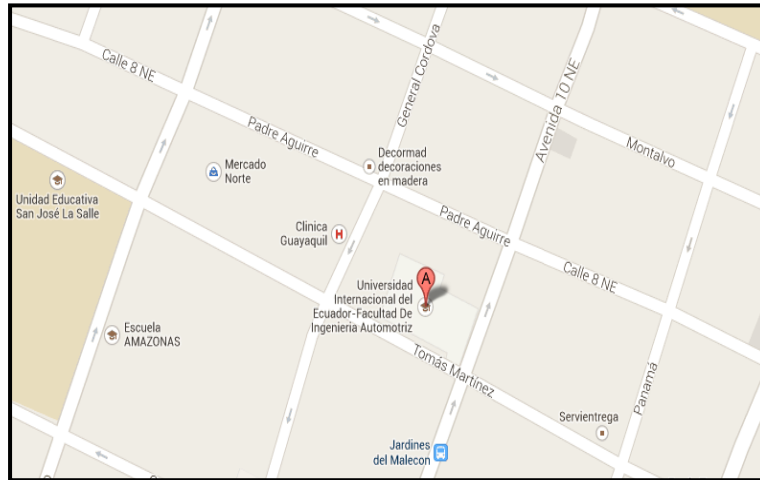 Calle 8 NE
General Cordova
Avenida 10 NE
Padre Aguirre
Montalvo
Decormad
decoraciones
en madera
Mercado
Norte
Unidad Educativa
San José La Salle
Clinica
Guayaquil
H
Padre Aguirre
Calle 8 NE
A
Universidad
Internacional del
Ecuador-Facultad De
Ingenieria Automotriz
Escuela
AMAZONAS
Tomás Martínez
Panamá
Servientrega
Jardines
del Malecon